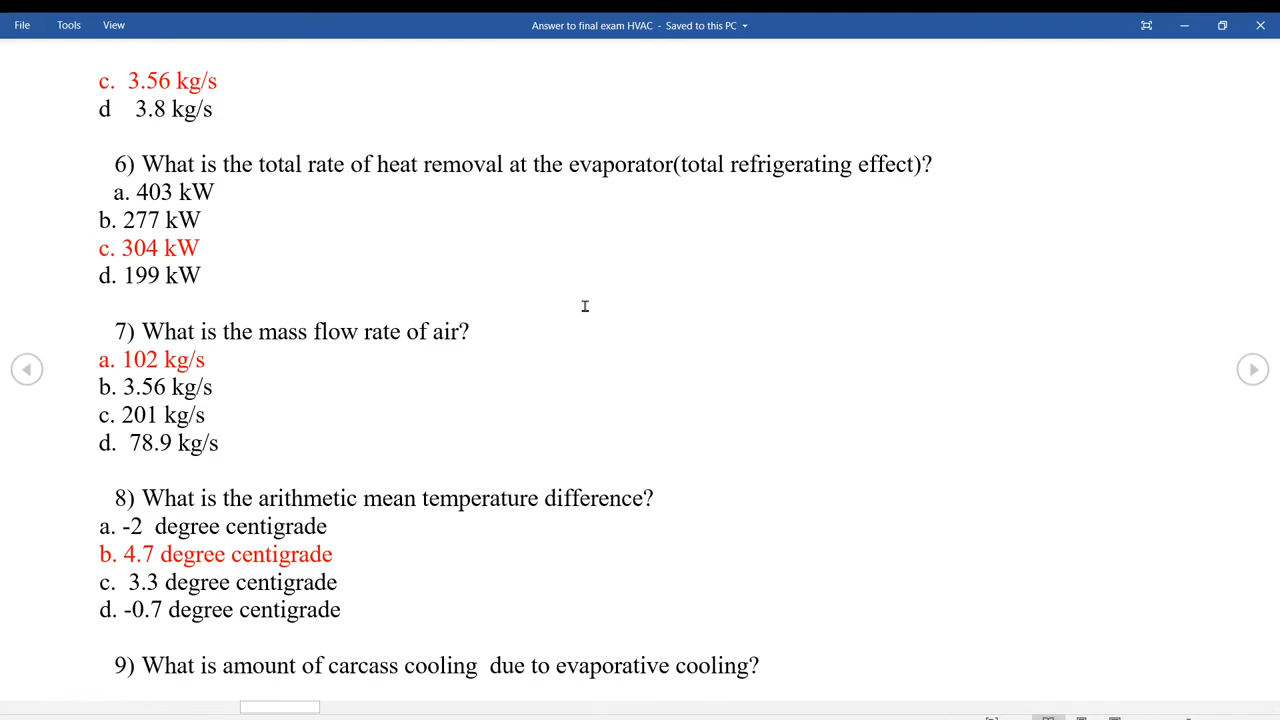 File Tools View Answer to final exam HVAC - Saved to this PC
c. 3.56 kg/s
d 3.8 kg/s
6) What is the total rate of heat removal at the evaporator(total refrigerating effect)?
a. 403 kW
b. 277 kW
c. 304 kW
d. 199 kW
7) What is the mass flow rate of air?
a. 102 kg/s
b. 3.56 kg/s
c. 201 kg/s
d. 78.9 kg/s
8) What is the arithmetic mean temperature difference?
a. -2 degree centigrade
b. 4.7 degree centigrade
c. 3.3 degree centigrade
d. -0.7 degree centigrade
9) What is amount of carcass cooling due to evaporative cooling?